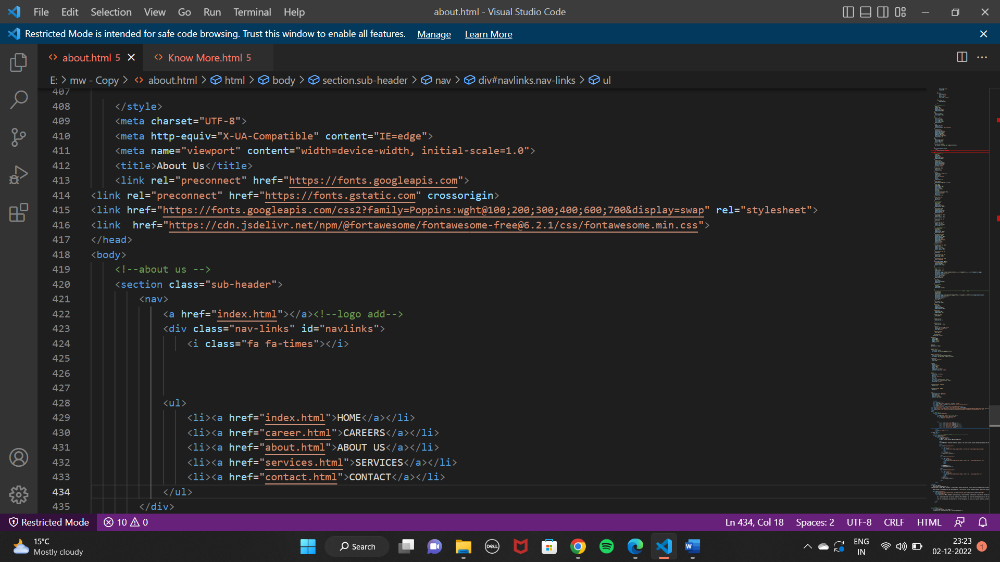 File Edit Selection View Go Run Terminal Help about.html - Visual Studio Code
Restricted Mode is intended for safe code browsing. Trust this window to enable all features. Manage Learn More
about.html 5 Know More.html 5
E: > mw - Copy > about.html > html > body > section.sub-header > nav > div#navlinks.nav-links > ul
407
408 </style>
409 <meta charset="UTF-8">
410 <meta http-equiv="X-UA-Compatible" content="IE=edge">
411 <meta name="viewport" content="width=device-width, initial-scale=1.0">
412 <title>About Us</title>
413 <link rel="preconnect" href="https://fonts.googleapis.com">
414 <link rel="preconnect" href="https://fonts.gstatic.com" crossorigin>
415 <link href="https://fonts.googleapis.com/css2?family=Poppins:wght@100;200;300;400;600;700&display=swap" rel="stylesheet">
416 <link  href="https://cdn.jsdelivr.net/npm/@fortawesome/fontawesome-free@6.2.1/css/fontawesome.min.css">
417 </head>
418 <body>
419 <!--about us -->
420 <section class="sub-header">
421 <nav>
422 <a href="index.html"></a><!--logo add-->
423 <div class="nav-links" id="navlinks">
424 <i class="fa fa-times"></i>
425
426
427
428 <ul>
429 <li><a href="index.html">HOME</a></li>
430 <li><a href="career.html">CAREERS</a></li>
431 <li><a href="about.html">ABOUT US</a></li>
432 <li><a href="services.html">SERVICES</a></li>
433 <li><a href="contact.html">CONTACT</a></li>
434 </ul>
435 </div>
Restricted Mode 10 0 Ln 434, Col 18 Spaces: 2 UTF-8 CRLF HTML
15°C
Mostly cloudy
Search
DELL
W
ENG
IN
23:23
02-12-2022
1